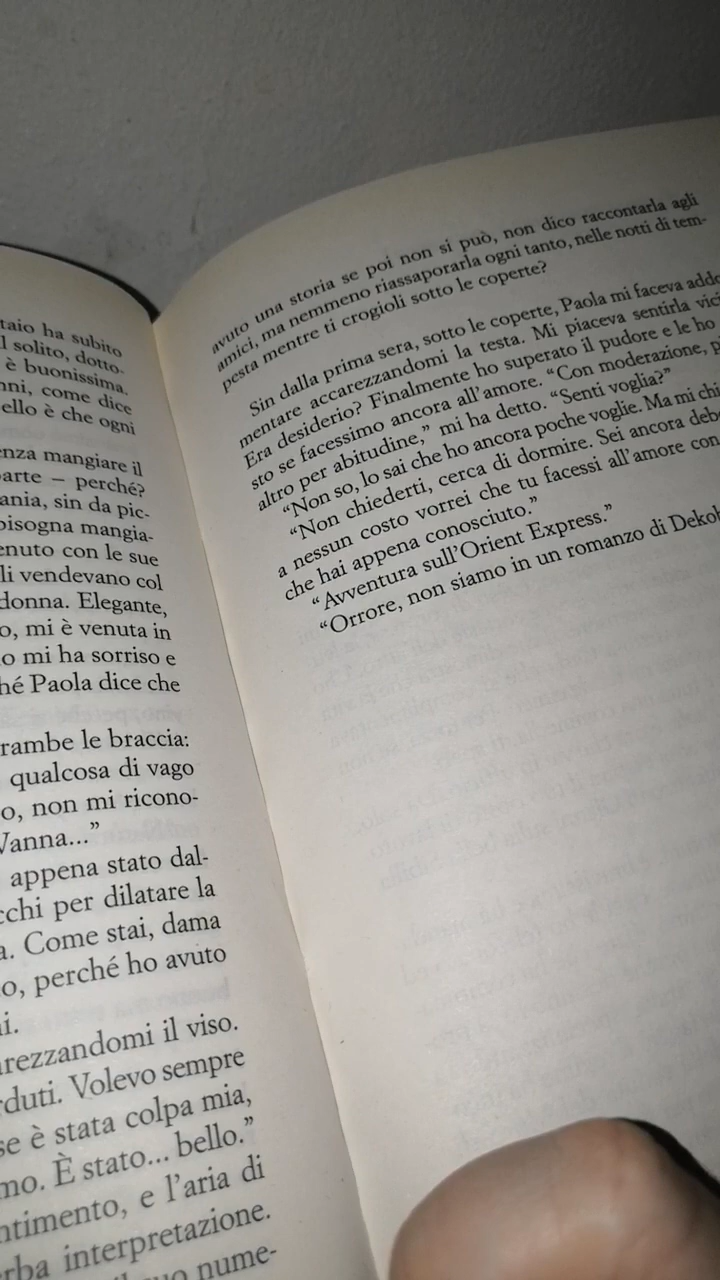 taio ha subito
l solito, dotto-
è buonissima.
nni, come dice
ello è che ogni
enza mangiare il
parte – perché?
ania, sin da pic-
bisogna mangia-
enuto con le sue
li vendevano col
donna. Elegante,
o, mi è venuta in
o mi ha sorriso e
hé Paola dice che
rambe le braccia:
qualcosa di vago
o, non mi ricono-
Vanna...”
appena stato dal-
cchi per dilatare la
a. Come stai, dama
o, perché ho avuto
i.
arezzandomi il viso.
rduti. Volevo sempre
se è stata colpa mia,
mo. È stato... bello.”
ntimento, e l’aria di
rba interpretazione.
nume-
avuto una storia se poi non si può, non dico raccontarla agli
amici, ma nemmeno riassaporarla ogni tanto, nelle notti di tem-
pesta mentre ti crogioli sotto le coperte?
Sin dalla prima sera, sotto le coperte, Paola mi faceva addo
mentare accarezzandomi la testa. Mi piaceva sentirla vici
Era desiderio? Finalmente ho superato il pudore e le ho
sto se facessimo ancora all’amore. “Con moderazione, pi
altro per abitudine,” mi ha detto. “Senti voglia?”
“Non so, lo sai che ho ancora poche voglie. Ma mi chi
“Non chiederti, cerca di dormire. Sei ancora deb
a nessun costo vorrei che tu facessi all’amore con
che hai appena conosciuto.”
“Avventura sull’Orient Express.”
“Orrore, non siamo in un romanzo di Dekob